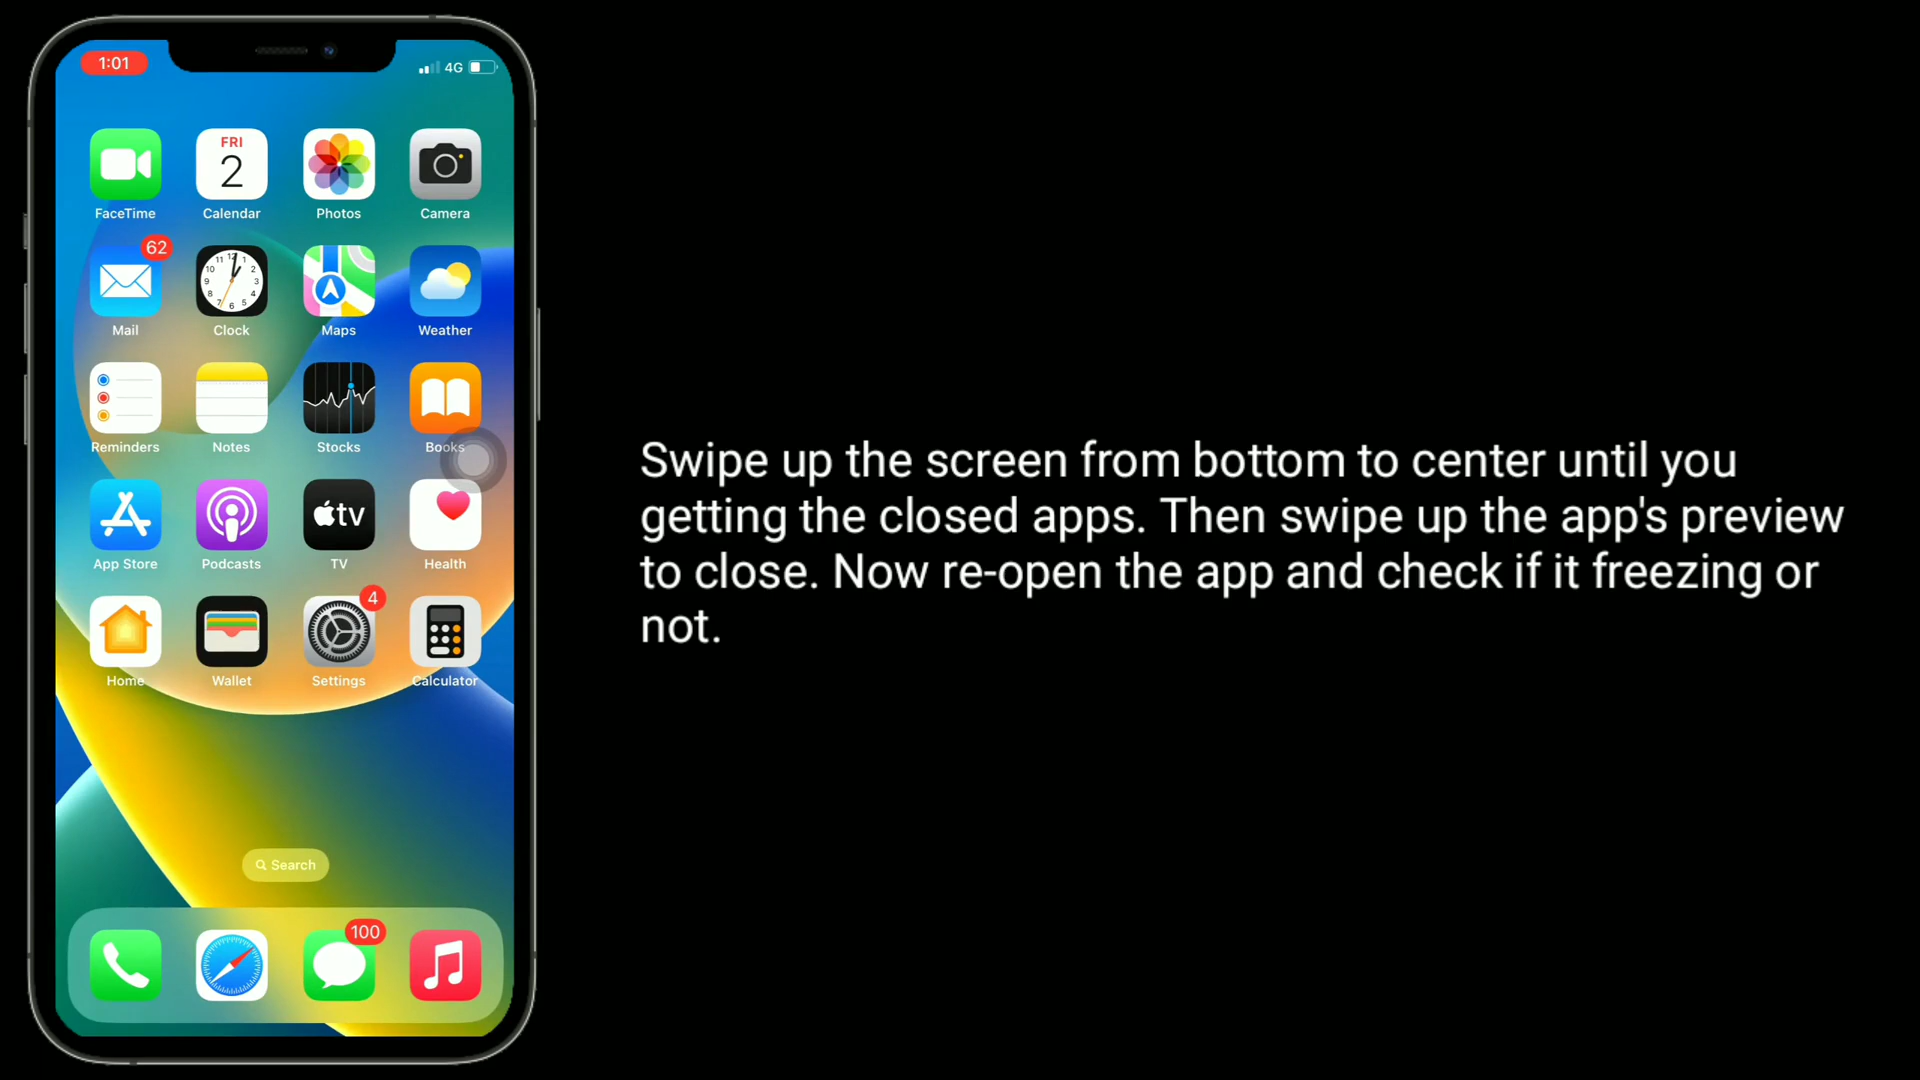 1:01
4G
FRI
2
FaceTime
Calendar
Photos
Camera
62
Mail
Clock
Maps
Weather
Reminders
Notes
Stocks
Books
tv
App Store
Podcasts
TV
Health
4
Home
Wallet
Settings
Calculator
Search
100
Swipe up the screen from bottom to center until you
getting the closed apps. Then swipe up the app's preview
to close. Now re-open the app and check if it freezing or
not.